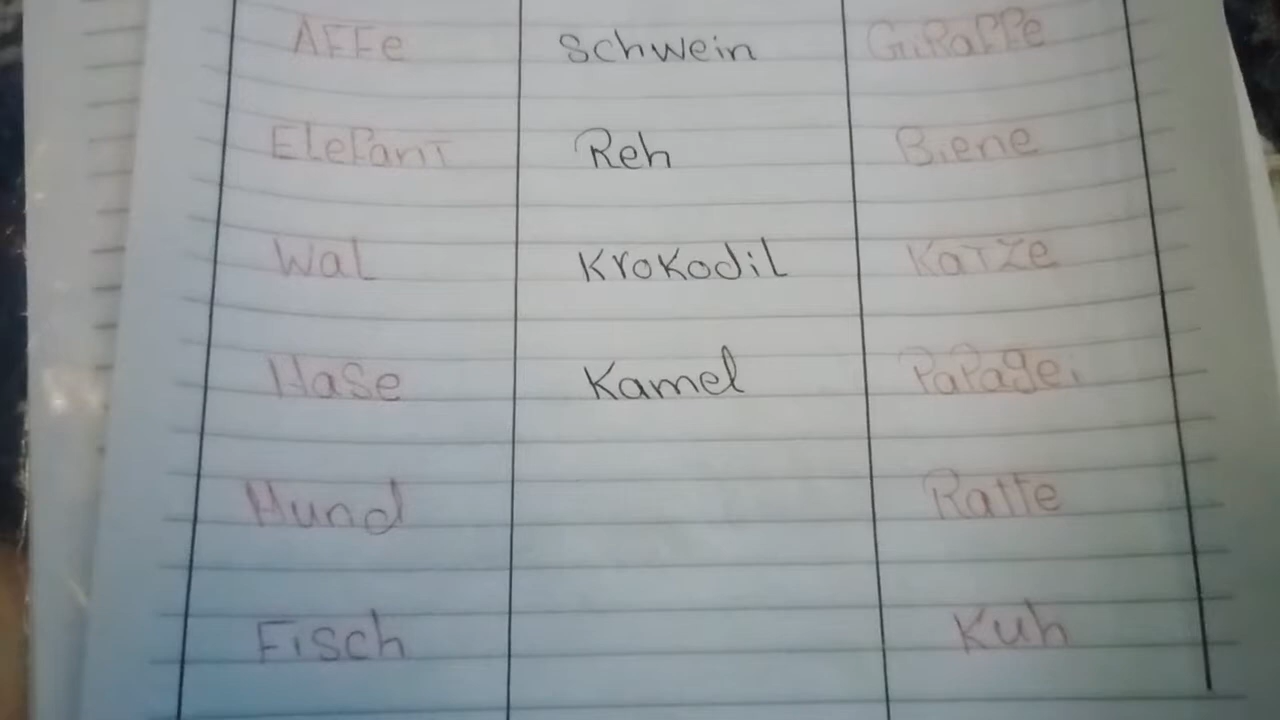 Affe Schwein Giraffe
Elefant Reh Biene
Wal Krokodil Katze
Hase Kamel Papagei
Hund Ratte
Fisch Kuh